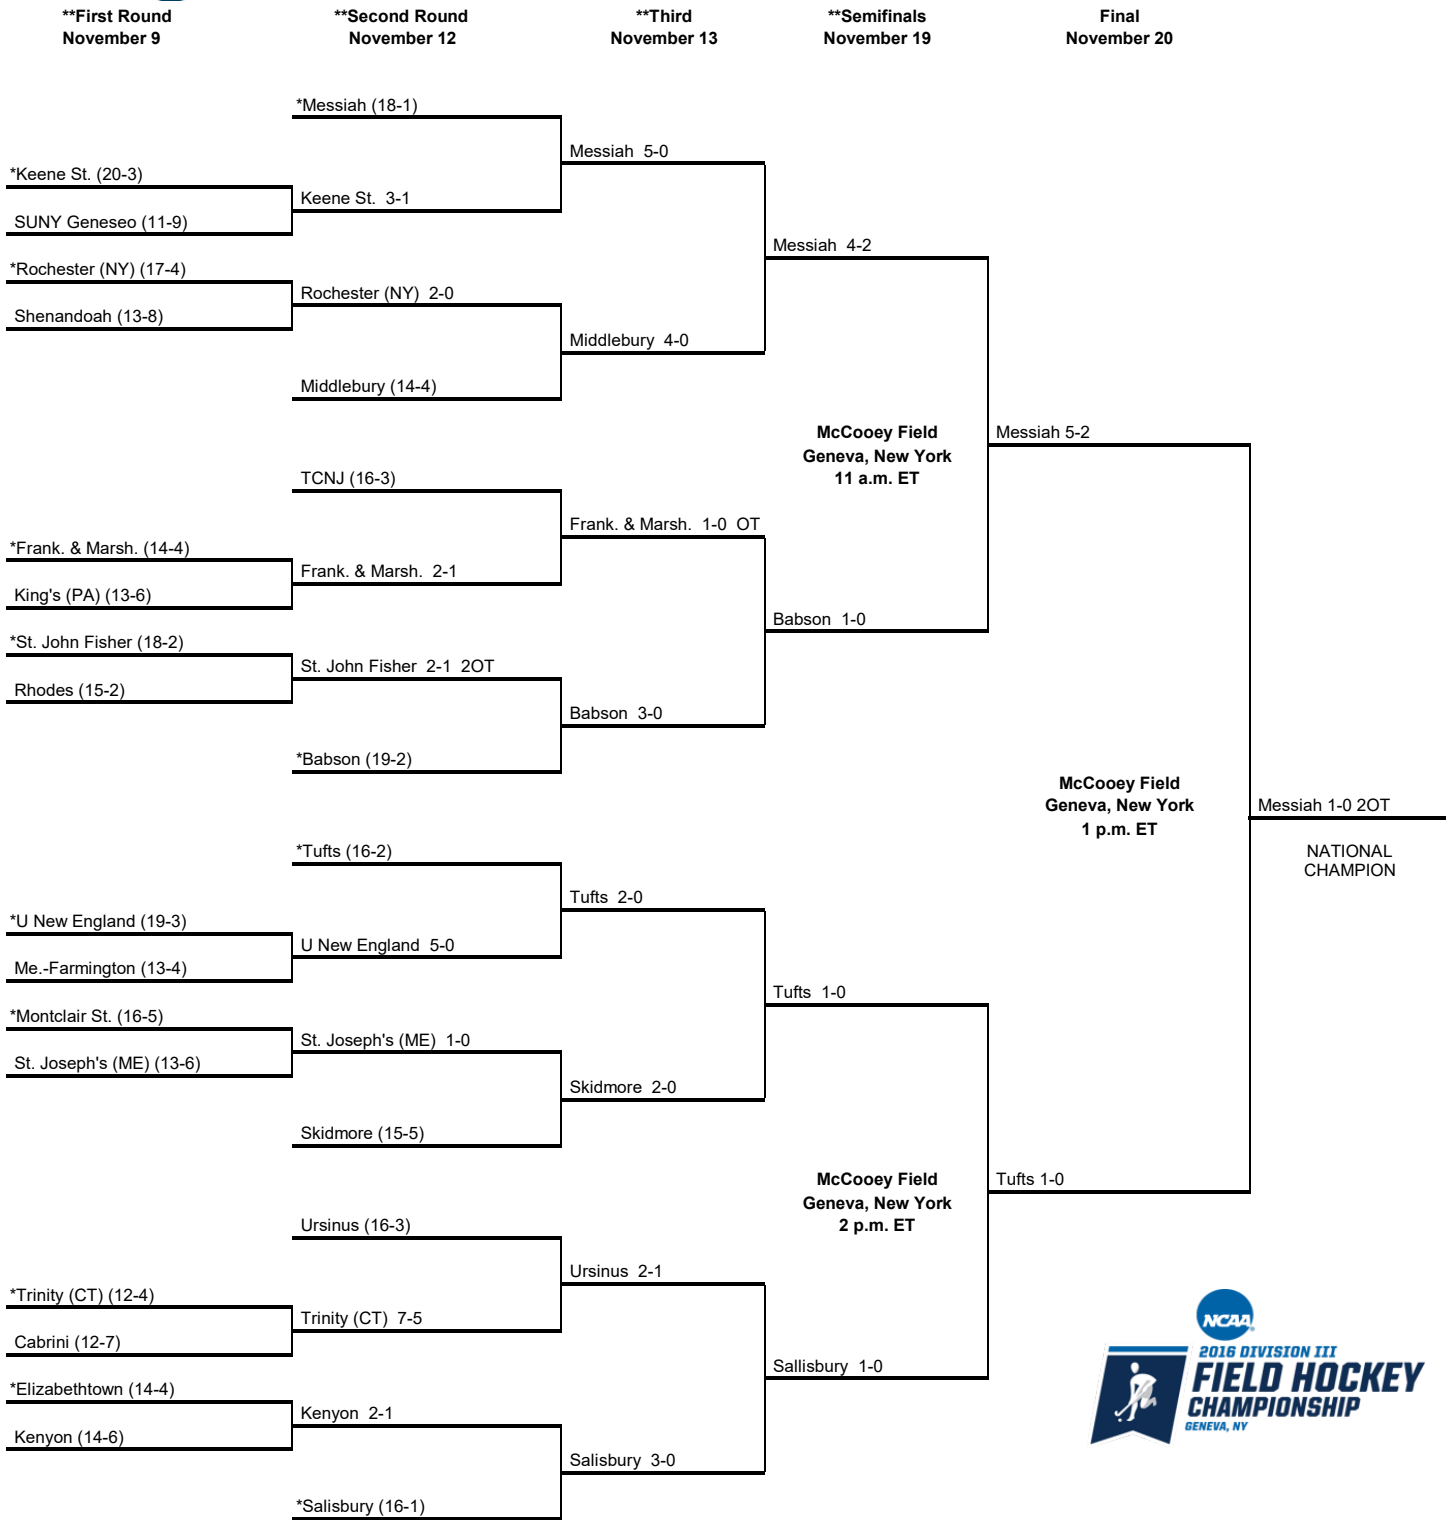 **First Round
November 9
**Second Round
November 12
**Third
November 13
**Semifinals
November 19
Final
November 20
*Messiah (18-1)
Messiah 5-0
*Keene St. (20-3)
Keene St. 3-1
SUNY Geneseo (11-9)
Messiah 4-2
*Rochester (NY) (17-4)
Rochester (NY) 2-0
Shenandoah (13-8)
Middlebury 4-0
Middlebury (14-4)
McCooey Field
Geneva, New York
11 a.m. ET
Messiah 5-2
TCNJ (16-3)
Frank. & Marsh. 1-0 OT
*Frank. & Marsh. (14-4)
Frank. & Marsh. 2-1
King's (PA) (13-6)
Babson 1-0
*St. John Fisher (18-2)
St. John Fisher 2-1 2OT
Rhodes (15-2)
Babson 3-0
*Babson (19-2)
McCooey Field
Geneva, New York
1 p.m. ET
Messiah 1-0 2OT
NATIONAL
CHAMPION
*Tufts (16-2)
Tufts 2-0
*U New England (19-3)
U New England 5-0
Me.-Farmington (13-4)
Tufts 1-0
*Montclair St. (16-5)
St. Joseph's (ME) 1-0
St. Joseph's (ME) (13-6)
Skidmore 2-0
Skidmore (15-5)
McCooey Field
Geneva, New York
2 p.m. ET
Tufts 1-0
Ursinus (16-3)
Ursinus 2-1
*Trinity (CT) (12-4)
Trinity (CT) 7-5
Cabrini (12-7)
Sallisbury 1-0
*Elizabethtown (14-4)
Kenyon 2-1
Kenyon (14-6)
Salisbury 3-0
*Salisbury (16-1)
NCAA
2016 DIVISION III
FIELD HOCKEY
CHAMPIONSHIP
GENEVA, NY